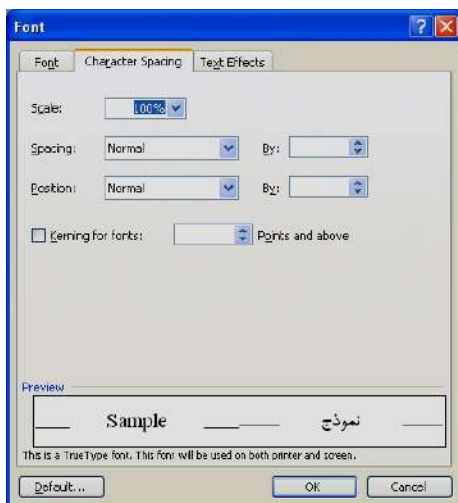 Font
Font Character Spacing Text Effects
Scale: 100%
Spacing: Normal By:
Position: Normal By:
Kerning for fonts: Points and above
Preview
Sample نموذج
This is a TrueType font. This font will be used on both printer and screen.
Default... OK Cancel